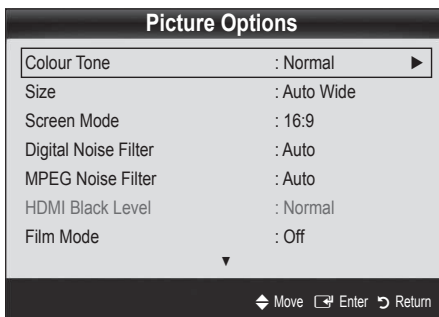 Picture Options
Colour Tone : Normal ▶
Size : Auto Wide
Screen Mode : 16:9
Digital Noise Filter : Auto
MPEG Noise Filter : Auto
HDMI Black Level : Normal
Film Mode : Off
▼
Move Enter Return